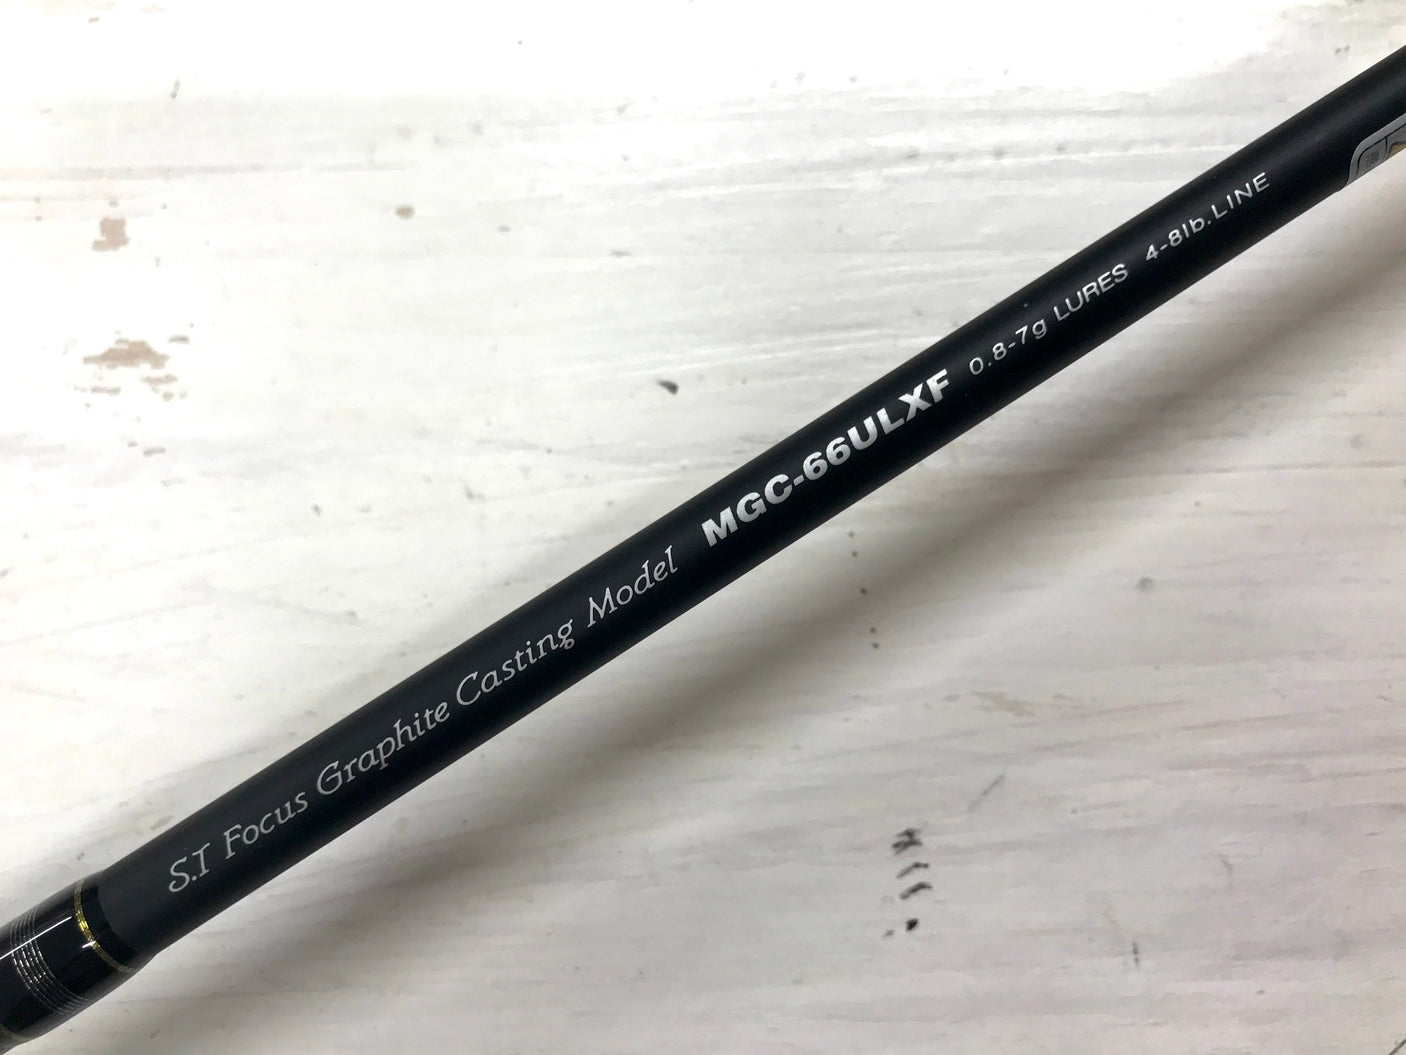 S.I Focus Graphite Casting Model MGC-66ULXF 0.8-7g LURES 4-8lb.LINE